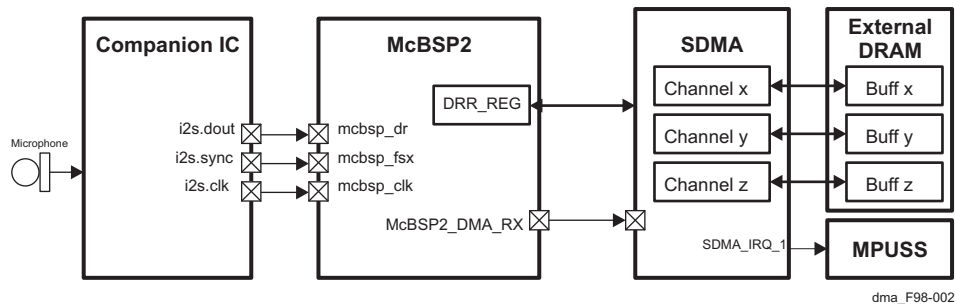 Companion IC
McBSP2
SDMA
External
DRAM
DRR_REG
Channel x
Buff x
i2s.dout
mcbsp_dr
Channel y
Buff y
Microphone
i2s.sync
mcbsp_fsx
i2s.clk
mcbsp_clk
Channel z
Buff z
McBSP2_DMA_RX
SDMA_IRQ_1
MPUSS
dma_F98-002